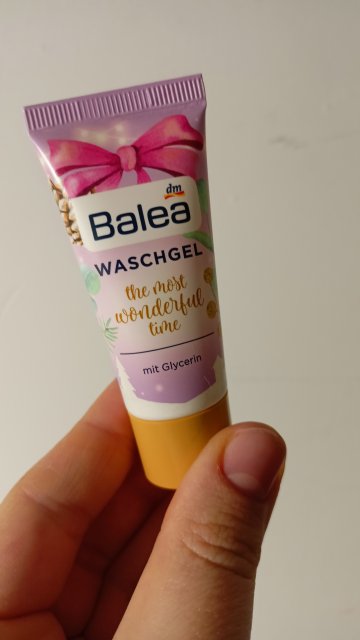 dm
Balea
WASCHGEL
the most
wonderful
time
mit Glycerin